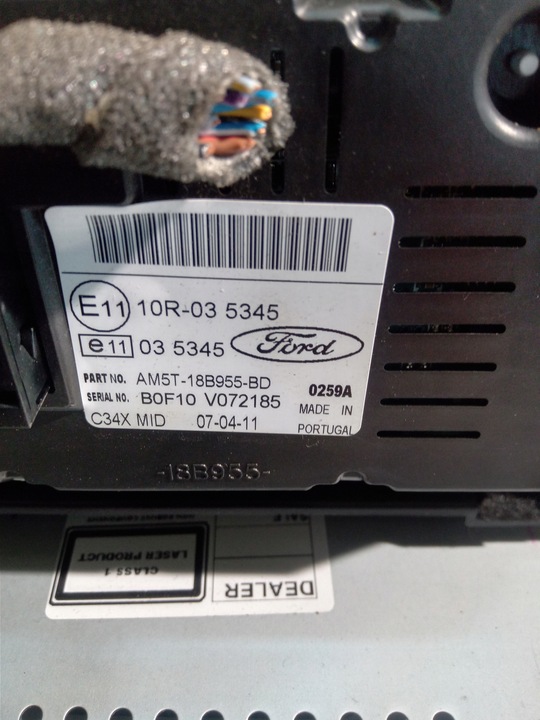 E11 10R-03 5345
e 11 03 5345 Ford
PART NO. AM5T-18B955-BD
SERIAL NO. B0F10 V072185 0259A
C34X MID 07-04-11 MADE IN PORTUGAL
-18B955-
DEALER
CLASS 1
LASER PRODUCT